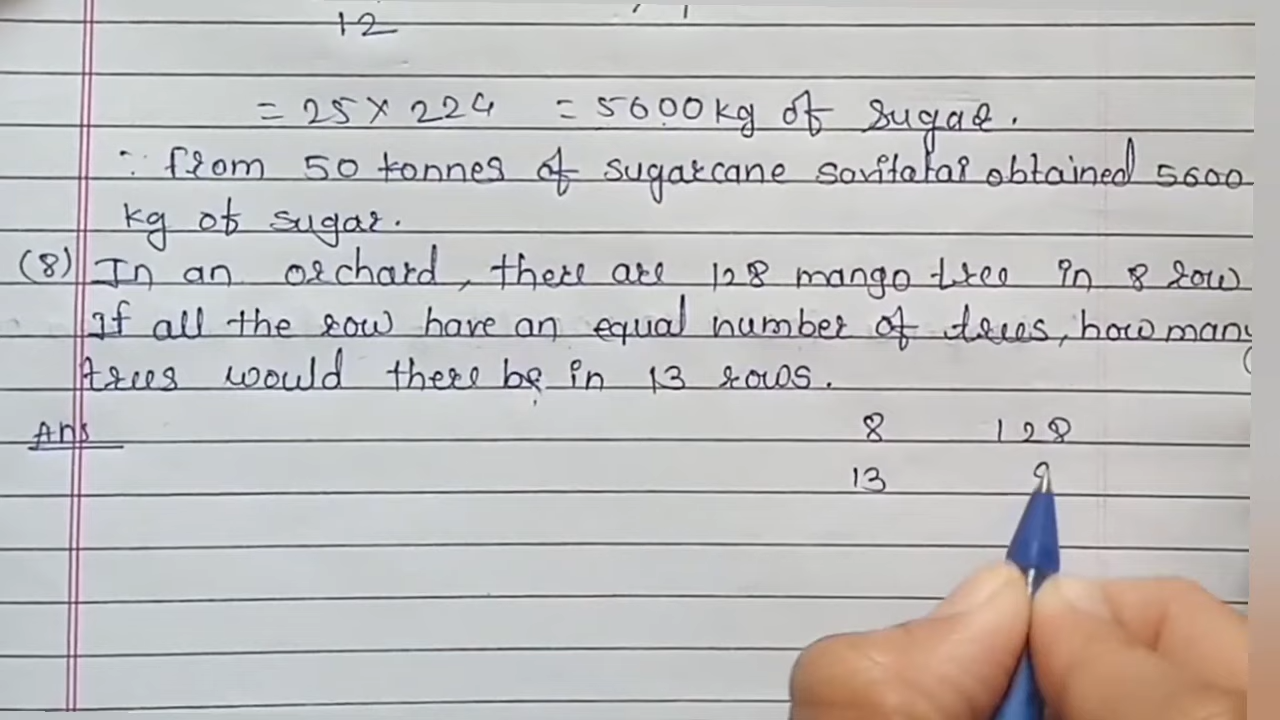 12
= 25 × 224 = 5600 kg of sugar.
∴ from 50 tonnes of sugarcane savitatai obtained 5600
kg of sugar.
(8) In an orchard, there are 128 mango tree in 8 row
If all the row have an equal number of trees, how many
trees would there be in 13 rows.
Ans 8 128
13